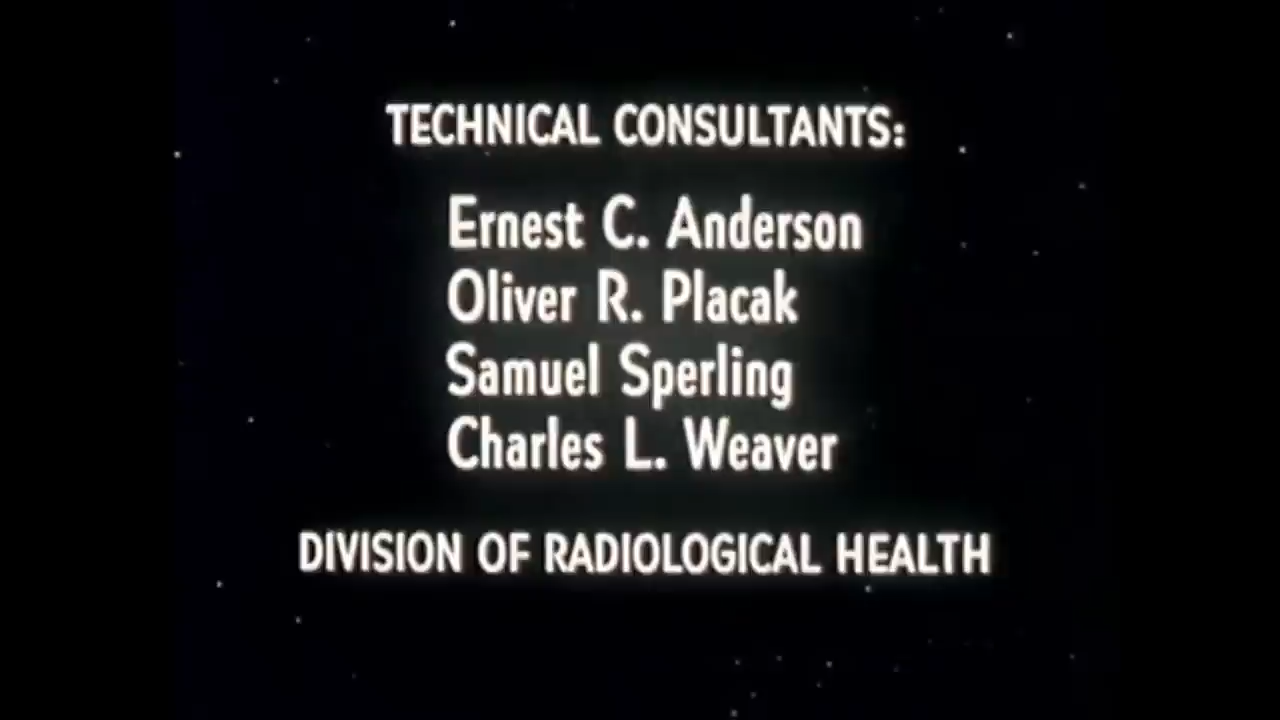 TECHNICAL CONSULTANTS:
Ernest C. Anderson
Oliver R. Placak
Samuel Sperling
Charles L. Weaver
DIVISION OF RADIOLOGICAL HEALTH